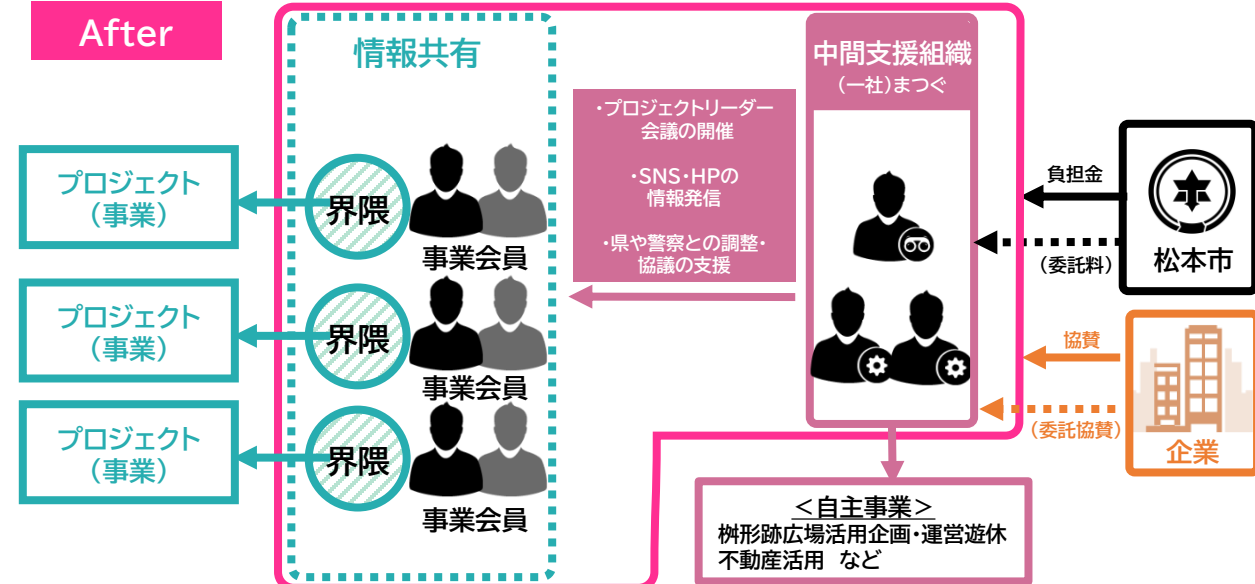 After
情報共有
プロジェクト
（事業）
界隈
事業会員
プロジェクト
（事業）
界隈
事業会員
プロジェクト
（事業）
界隈
事業会員
・プロジェクトリーダー
会議の開催
・SNS・HPの
情報発信
・県や警察との調整・
協議の支援
中間支援組織
（一社）まつぐ
負担金
（委託料）
松本市
協賛
（委託協賛）
企業
＜自主事業＞
桝形跡広場活用企画・運営遊休
不動産活用 など